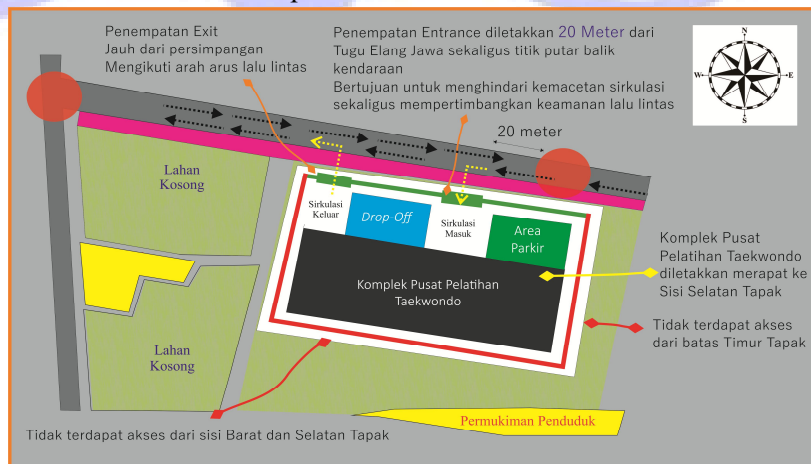 Penempatan Exit
Jauh dari persimpangan
Mengikuti arah arus lalu lintas
Penempatan Entrance diletakkan 20 Meter dari
Tugu Elang Jawa sekaligus titik putar balik
kendaraan
Bertujuan untuk menghindari kemacetan sirkulasi
sekaligus mempertimbangkan keamanan lalu lintas
N
W
E
S
20 meter
Lahan
Kosong
Sirkulasi
Keluar
Drop-Off
Sirkulasi
Masuk
Area
Parkir
Komplek Pusat Pelatihan
Taekwondo
Komplek Pusat
Pelatihan Taekwondo
diletakkan merapat ke
Sisi Selatan Tapak
Tidak terdapat akses
dari batas Timur Tapak
Lahan
Kosong
Permukiman Penduduk
Tidak terdapat akses dari sisi Barat dan Selatan Tapak